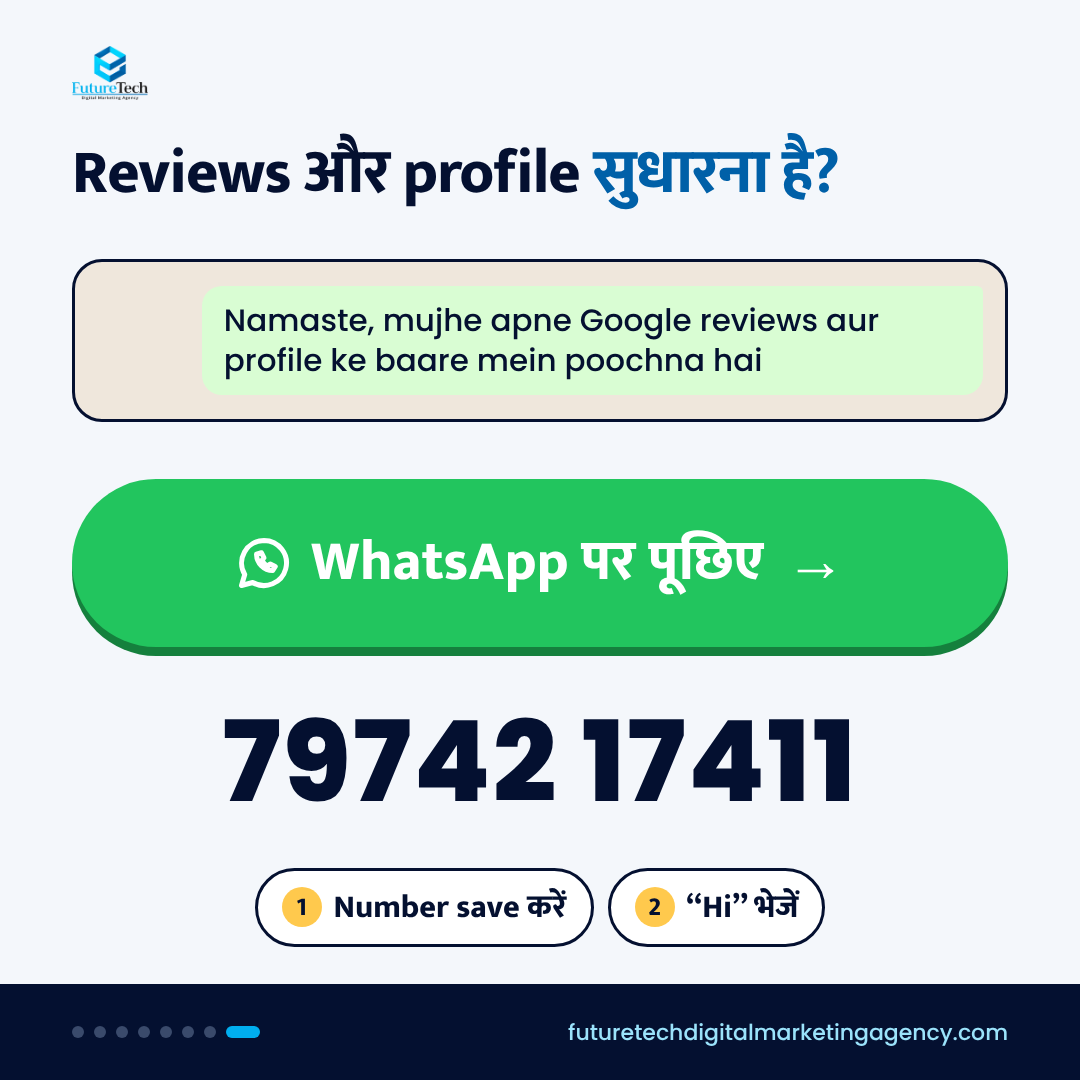 FutureTech
Digital Marketing Agency
Reviews और profile सुधारना है?
Namaste, mujhe apne Google reviews aur
profile ke baare mein poochna hai
WhatsApp पर पूछिए →
79742 17411
1 Number save करें
2 “Hi” भेजें
futuretechdigitalmarketingagency.com